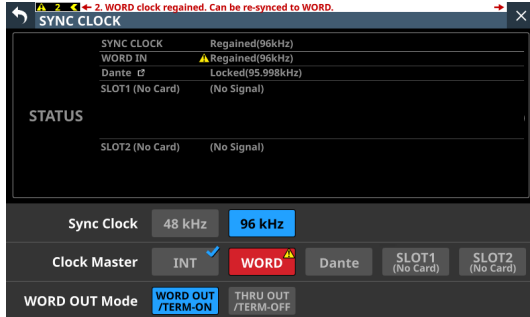 2 2. WORD clock regained. Can be re-synced to WORD.
SYNC CLOCK
SYNC CLOCK Regained(96kHz)
WORD IN Regained(96kHz)
Dante Locked(95.998kHz)
SLOT1 (No Card) (No Signal)
STATUS
SLOT2 (No Card) (No Signal)
Sync Clock 48 kHz 96 kHz
Clock Master INT WORD Dante SLOT1 (No Card) SLOT2 (No Card)
WORD OUT Mode WORD OUT /TERM-ON THRU OUT /TERM-OFF